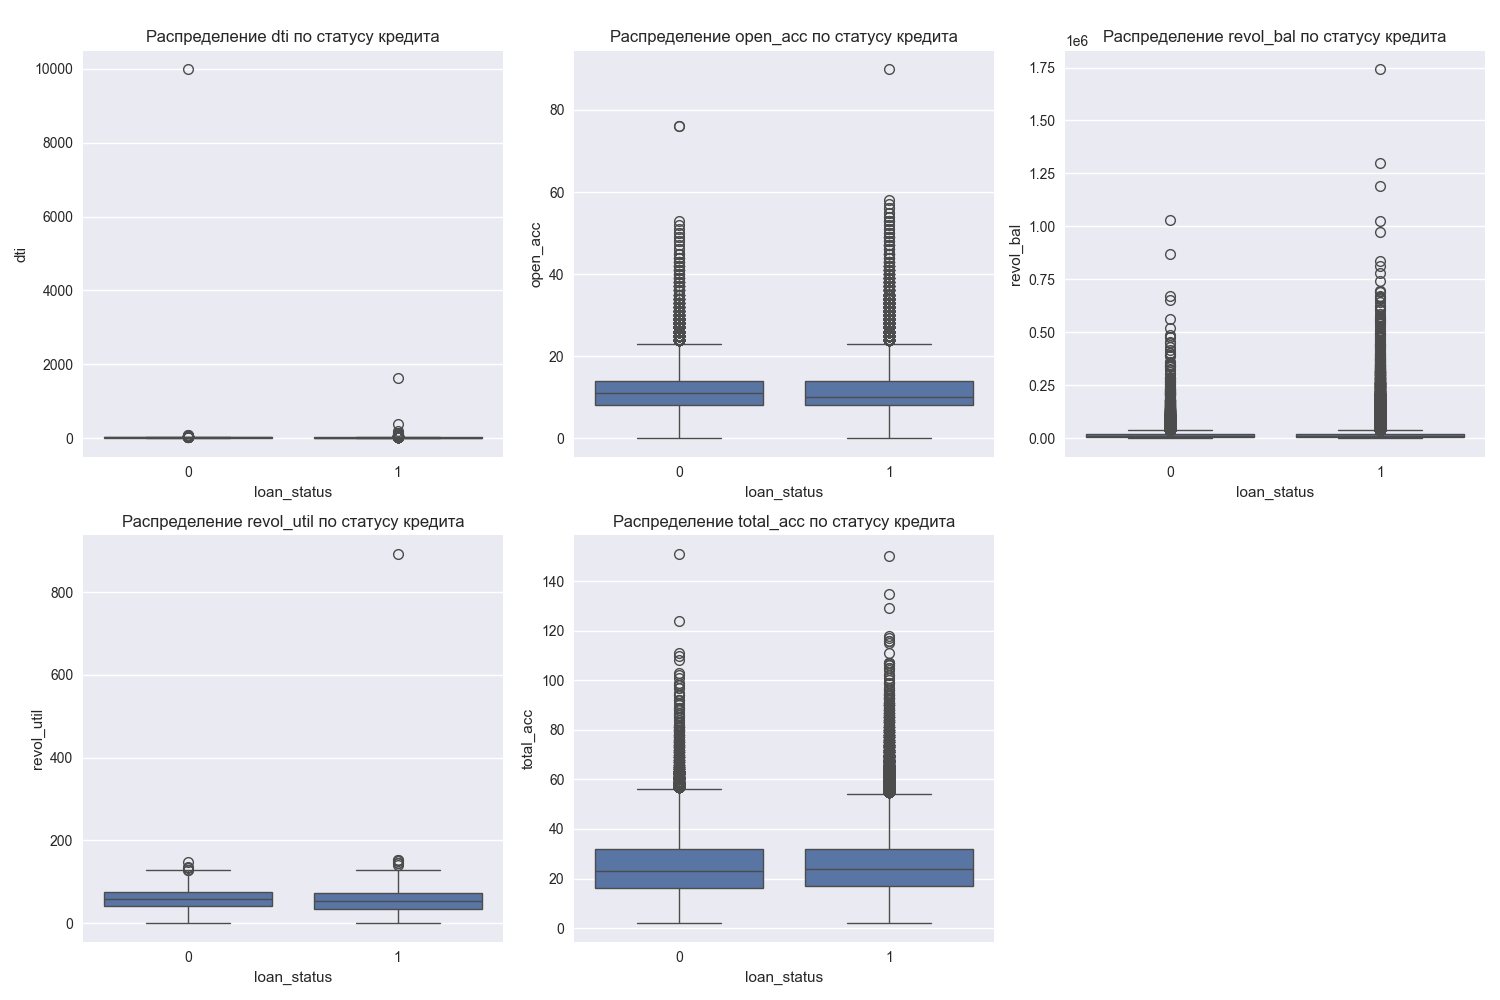 Распределение dti по статусу кредита
10000
8000
6000
4000
2000
0
dti
0 1
loan_status
Распределение open_acc по статусу кредита
80
60
40
20
0
open_acc
0 1
loan_status
Распределение revol_bal по статусу кредита
1e6
1.75
1.50
1.25
1.00
0.75
0.50
0.25
0.00
revol_bal
0 1
loan_status
Распределение revol_util по статусу кредита
800
600
400
200
0
revol_util
0 1
loan_status
Распределение total_acc по статусу кредита
140
120
100
80
60
40
20
0
total_acc
0 1
loan_status